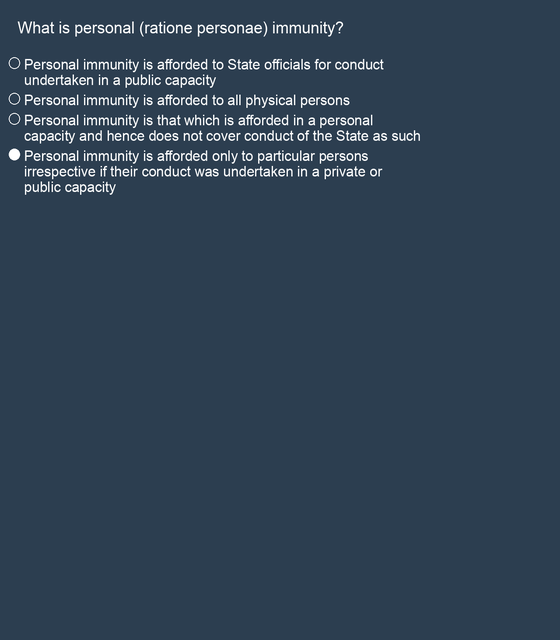 What is personal (ratione personae) immunity?
Personal immunity is afforded to State officials for conduct
undertaken in a public capacity
Personal immunity is afforded to all physical persons
Personal immunity is that which is afforded in a personal
capacity and hence does not cover conduct of the State as such
Personal immunity is afforded only to particular persons
irrespective if their conduct was undertaken in a private or
public capacity